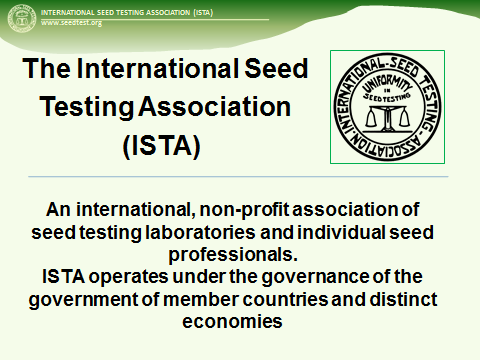 INTERNATIONAL SEED TESTING ASSOCIATION (ISTA)
www.seedtest.org
The International Seed
Testing Association
(ISTA)
INTERNATIONAL · SEED · TESTING · ASSOCIATION
UNIFORMITY
IN
SEED TESTING
An international, non-profit association of
seed testing laboratories and individual seed
professionals.
ISTA operates under the governance of the
government of member countries and distinct
economies